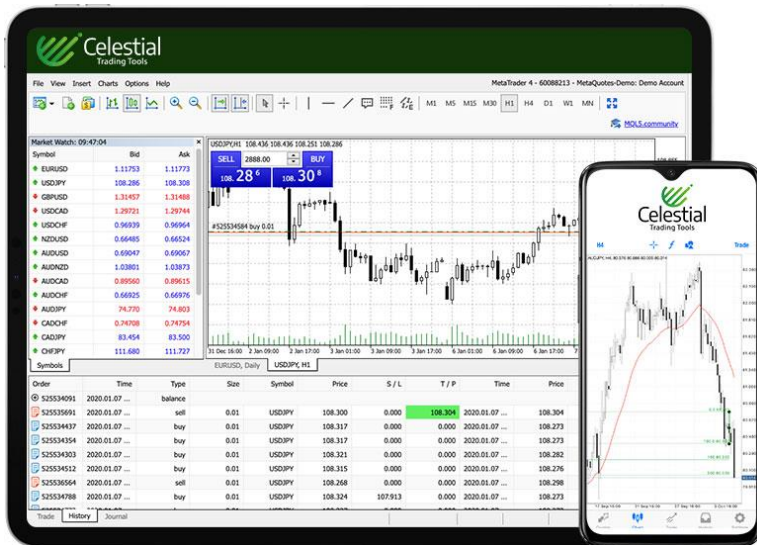 Celestial
Trading Tools
File View Insert Charts Options Help
MetaTrader 4 - 60088213 - MetaQuotes-Demo: Demo Account
M1 M5 M15 M30 H1 H4 D1 W1 MN
MQL5.community
Market Watch: 09:47:04
Symbol Bid Ask
EURUSD 1.11753 1.11773
USDJPY 108.286 108.308
GBPUSD 1.31457 1.31488
USDCAD 1.29721 1.29744
USDCHF 0.96939 0.96964
NZDUSD 0.66485 0.66524
AUDUSD 0.69047 0.69067
AUDNZD 1.03801 1.03873
AUDCAD 0.89560 0.89615
AUDCHF 0.66925 0.66976
AUDJPY 74.770 74.803
CADCHF 0.74708 0.74754
CADJPY 83.454 83.500
CHFJPY 111.680 111.727
Symbols
USDJPY,H1 108.436 108.436 108.251 108.286
SELL 2888.00 BUY
108. 28 6 108. 30 8
#525534584 buy 0.01
31 Dec 16:00 2 Jan 09:00 2 Jan 17:00 3 Jan 01:00 3 Jan 09:00 3 Jan 17:00 6 Jan 01:00 6 Jan 09:00 6 Jan 17:00
EURUSD, Daily USDJPY, H1
Order Time Type Size Symbol Price S / L T / P Time Price
525534091 2020.01.07 ... balance
525535691 2020.01.07 ... sell 0.01 USDJPY 108.300 0.000 108.304 2020.01.07 ... 108.304
525534437 2020.01.07 ... buy 0.01 USDJPY 108.317 0.000 0.000 2020.01.07 ... 108.273
525534354 2020.01.07 ... buy 0.01 USDJPY 108.317 0.000 0.000 2020.01.07 ... 108.273
525534303 2020.01.07 ... buy 0.01 USDJPY 108.321 0.000 0.000 2020.01.07 ... 108.282
525534512 2020.01.07 ... buy 0.01 USDJPY 108.315 0.000 0.000 2020.01.07 ... 108.276
525536564 2020.01.07 ... sell 0.01 USDJPY 108.268 0.000 0.000 2020.01.07 ... 108.298
525534788 2020.01.07 ... buy 0.01 USDJPY 108.324 107.913 0.000 2020.01.07 ... 108.273
Trade History Journal
Celestial
Trading Tools
H4 Trade